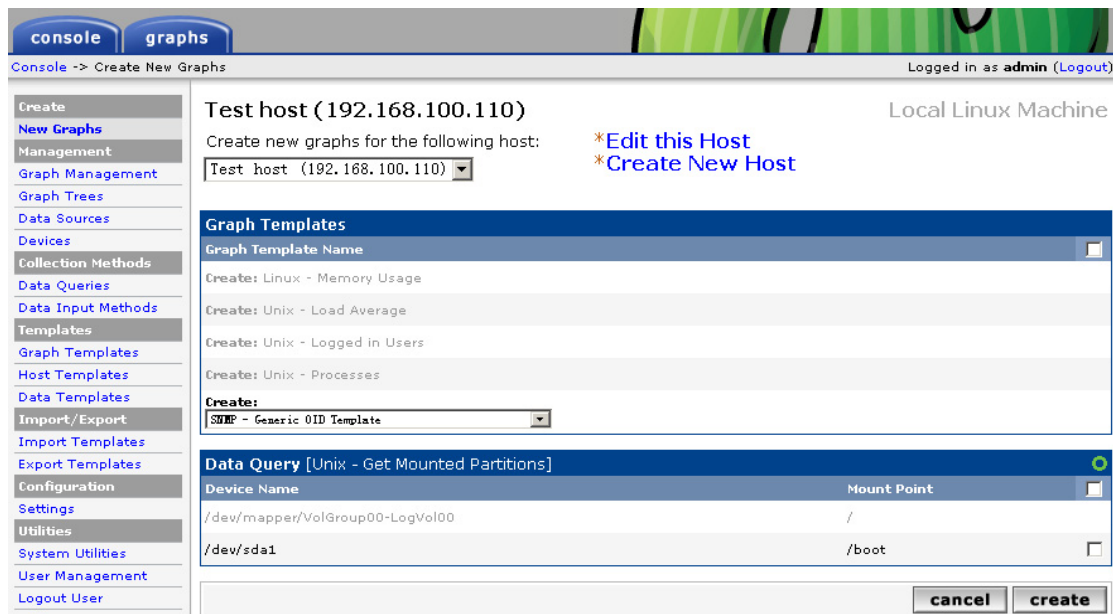 console graphs
Console -> Create New Graphs
Logged in as admin (Logout)
Create
New Graphs
Management
Graph Management
Graph Trees
Data Sources
Devices
Collection Methods
Data Queries
Data Input Methods
Templates
Graph Templates
Host Templates
Data Templates
Import/Export
Import Templates
Export Templates
Configuration
Settings
Utilities
System Utilities
User Management
Logout User
Test host (192.168.100.110)
Local Linux Machine
Create new graphs for the following host:
Test host (192.168.100.110)
*Edit this Host
*Create New Host
Graph Templates
Graph Template Name
Create: Linux - Memory Usage
Create: Unix - Load Average
Create: Unix - Logged in Users
Create: Unix - Processes
Create:
SNMP - Generic OID Template
Data Query [Unix - Get Mounted Partitions]
Device Name Mount Point
/dev/mapper/VolGroup00-LogVol00 /
/dev/sda1 /boot
cancel create